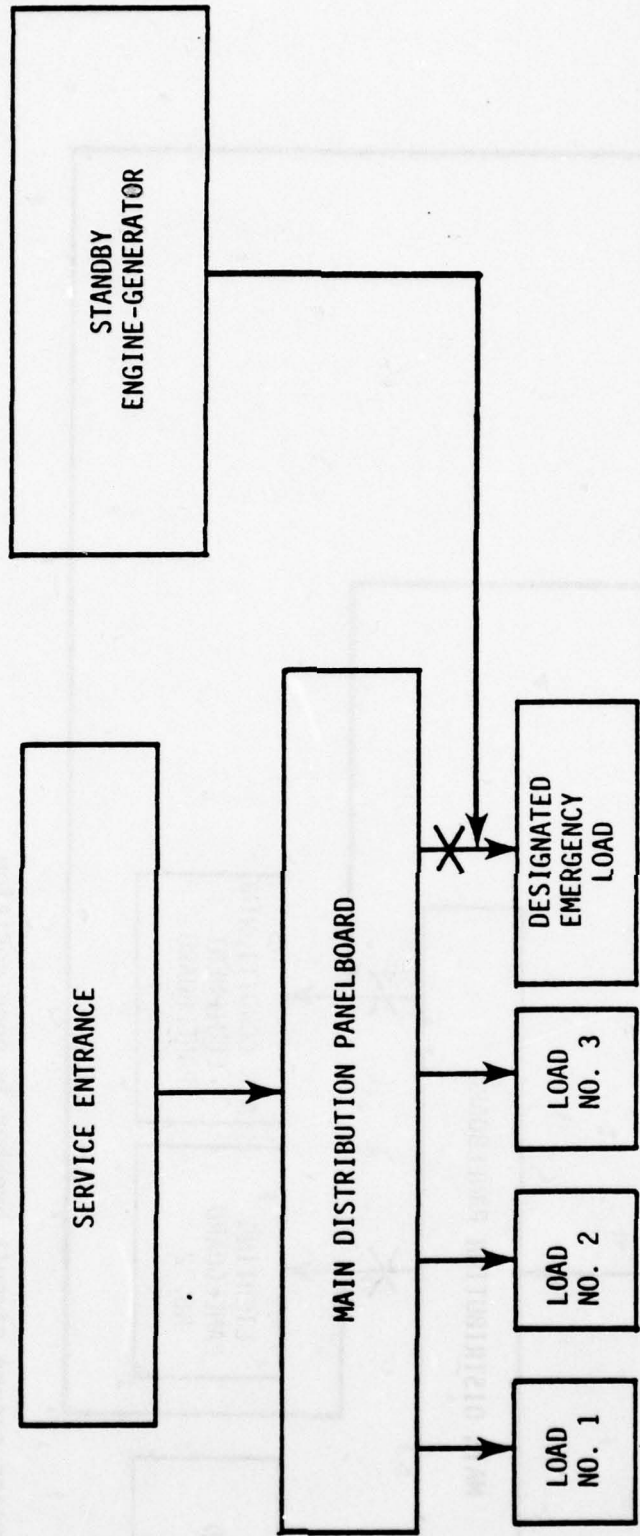 STANDBY
ENGINE-GENERATOR
SERVICE ENTRANCE
MAIN DISTRIBUTION PANELBOARD
LOAD
NO. 1
LOAD
NO. 2
LOAD
NO. 3
DESIGNATED
EMERGENCY
LOAD